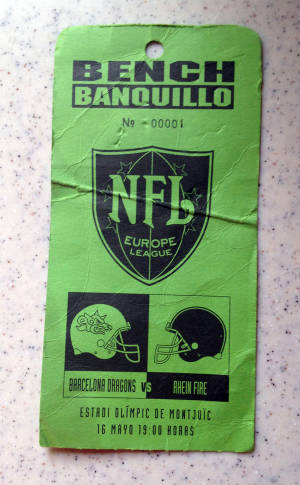 BENCH
BANQUILLO
Nº 00001
NFL
EUROPE
LEAGUE
BARCELONA DRAGONS VS RHEIN FIRE
ESTADI OLÍMPIC DE MONTJUÏC
16 MAYO 19:00 HORAS